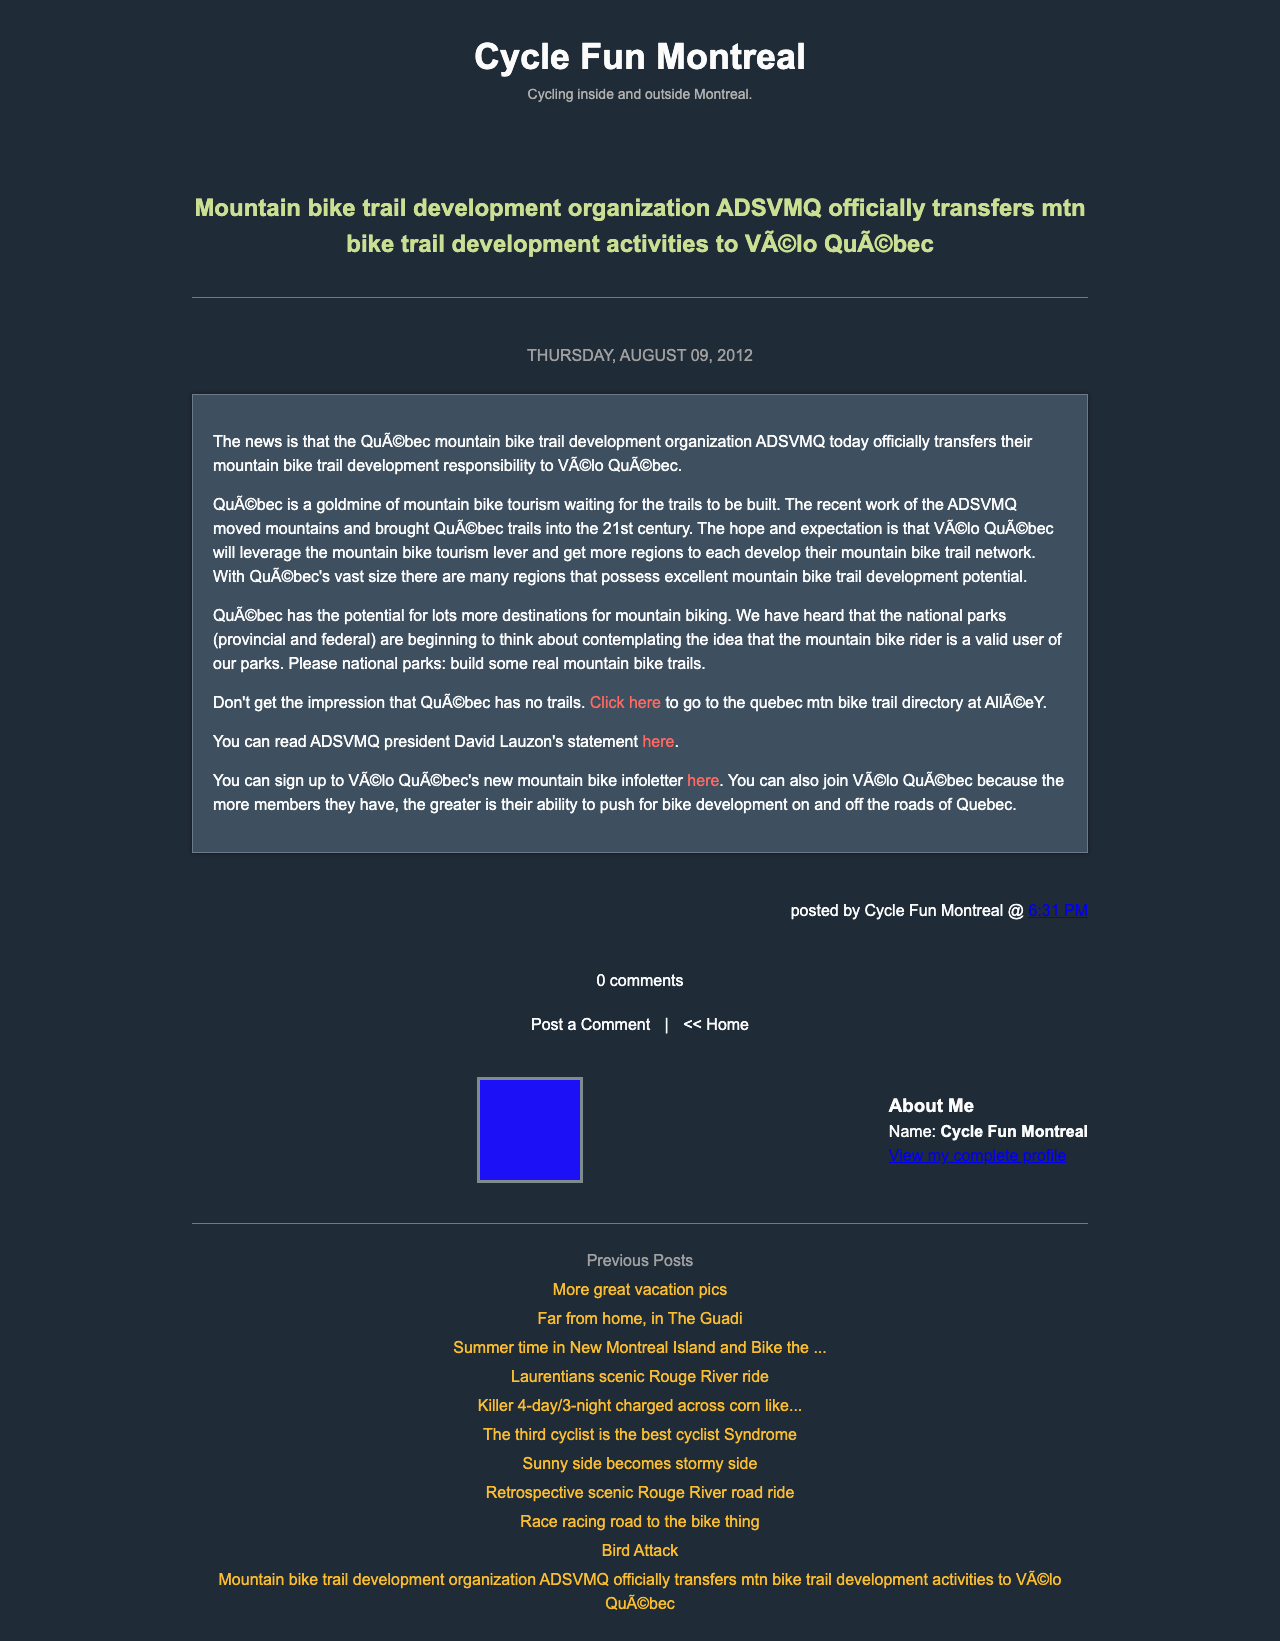 Cycle Fun Montreal
Cycling inside and outside Montreal.
Mountain bike trail development organization ADSVMQ officially transfers mtn
bike trail development activities to VÃ©lo QuÃ©bec
THURSDAY, AUGUST 09, 2012
The news is that the QuÃ©bec mountain bike trail development organization ADSVMQ today officially transfers their
mountain bike trail development responsibility to VÃ©lo QuÃ©bec.
QuÃ©bec is a goldmine of mountain bike tourism waiting for the trails to be built. The recent work of the ADSVMQ
moved mountains and brought QuÃ©bec trails into the 21st century. The hope and expectation is that VÃ©lo QuÃ©bec
will leverage the mountain bike tourism lever and get more regions to each develop their mountain bike trail network.
With QuÃ©bec's vast size there are many regions that possess excellent mountain bike trail development potential.
QuÃ©bec has the potential for lots more destinations for mountain biking. We have heard that the national parks
(provincial and federal) are beginning to think about contemplating the idea that the mountain bike rider is a valid user of
our parks. Please national parks: build some real mountain bike trails.
Don't get the impression that QuÃ©bec has no trails. Click here to go to the quebec mtn bike trail directory at AllÃ©eY.
You can read ADSVMQ president David Lauzon's statement here.
You can sign up to VÃ©lo QuÃ©bec's new mountain bike infoletter here. You can also join VÃ©lo QuÃ©bec because the
more members they have, the greater is their ability to push for bike development on and off the roads of Quebec.
posted by Cycle Fun Montreal @ 6:31 PM
0 comments
Post a Comment | << Home
About Me
Name: Cycle Fun Montreal
View my complete profile
Previous Posts
More great vacation pics
Far from home, in The Guadi
Summer time in New Montreal Island and Bike the ...
Laurentians scenic Rouge River ride
Killer 4-day/3-night charged across corn like...
The third cyclist is the best cyclist Syndrome
Sunny side becomes stormy side
Retrospective scenic Rouge River road ride
Race racing road to the bike thing
Bird Attack
Mountain bike trail development organization ADSVMQ officially transfers mtn bike trail development activities to VÃ©lo
QuÃ©bec